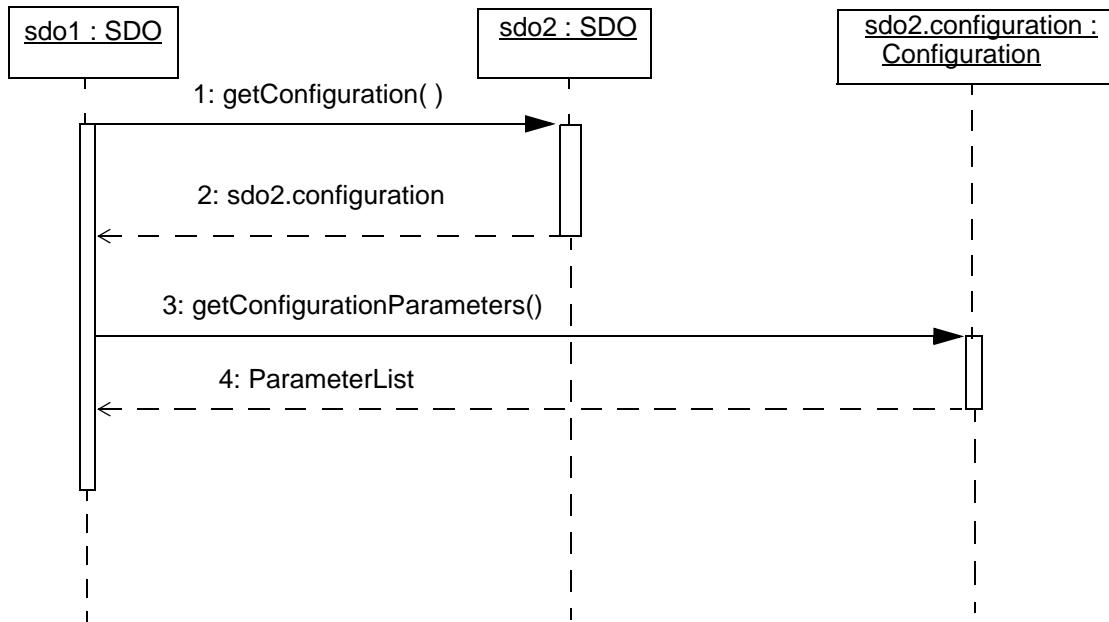 sdo1 : SDO
sdo2 : SDO
sdo2.configuration :
Configuration
1: getConfiguration( )
2: sdo2.configuration
3: getConfigurationParameters()
4: ParameterList